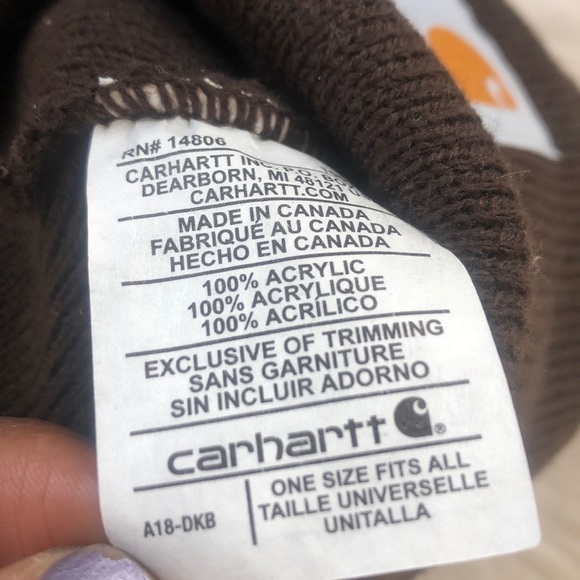 RN# 14806
CARHARTT INC. P.O.
DEARBORN, MI 48121
CARHARTT.COM
MADE IN CANADA
FABRIQUÉ AU CANADA
HECHO EN CANADA
100% ACRYLIC
100% ACRYLIQUE
100% ACRÍLICO
EXCLUSIVE OF TRIMMING
SANS GARNITURE
SIN INCLUIR ADORNO
carhartt ®
A18-DKB
ONE SIZE FITS ALL
TAILLE UNIVERSELLE
UNITALLA